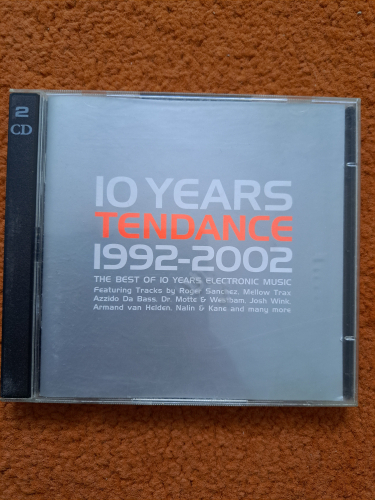 2
CD
10 YEARS
TENDANCE
1992-2002
THE BEST OF 10 YEARS ELECTRONIC MUSIC
Featuring Tracks by Roger Sanchez, Mellow Trax
Azzido Da Bass, Dr. Motte & Westbam, Josh Wink,
Armand van Helden, Nalin & Kane and many more